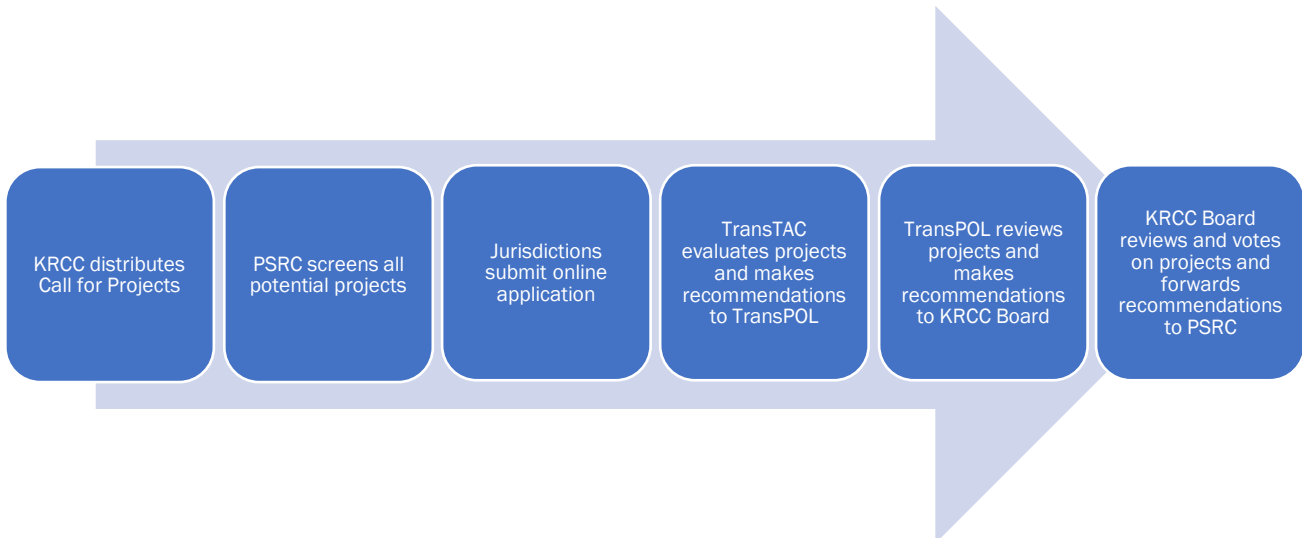 KRCC distributes
Call for Projects
PSRC screens all
potential projects
Jurisdictions
submit online
application
TransTAC
evaluates projects
and makes
recommendations
to TransPOL
TransPOL reviews
projects and
makes
recommendations
to KRCC Board
KRCC Board
reviews and votes
on projects and
forwards
recommendations
to PSRC